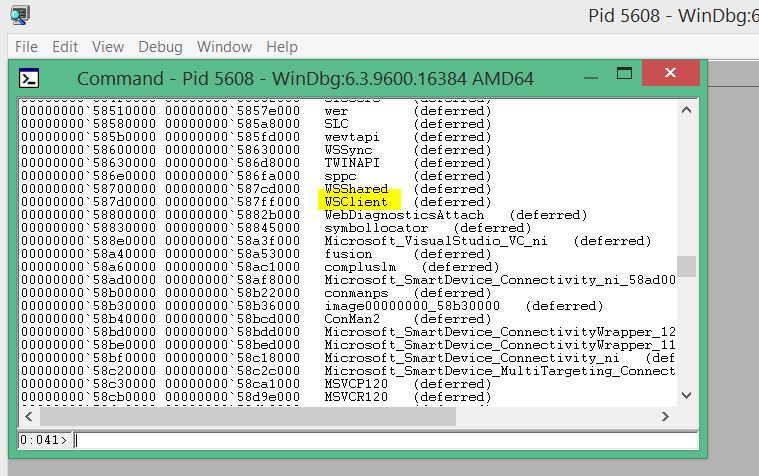 Pid 5608 - WinDbg:6
File Edit View Debug Window Help
Command - Pid 5608 - WinDbg:6.3.9600.16384 AMD64
00000000`58510000 00000000`5857e000 wer (deferred)
00000000`58580000 00000000`585a8000 SLC (deferred)
00000000`585b0000 00000000`585fd000 wevtapi (deferred)
00000000`58600000 00000000`58630000 WSSync (deferred)
00000000`58630000 00000000`586d8000 TWINAPI (deferred)
00000000`586e0000 00000000`586fa000 sppc (deferred)
00000000`58700000 00000000`587cd000 WSShared (deferred)
00000000`587d0000 00000000`587ff000 WSClient (deferred)
00000000`58800000 00000000`5882b000 WebDiagnosticsAttach (deferred)
00000000`58830000 00000000`58845000 symbollocator (deferred)
00000000`588e0000 00000000`58a3f000 Microsoft_VisualStudio_VC_ni (deferred)
00000000`58a40000 00000000`58a53000 fusion (deferred)
00000000`58a60000 00000000`58ac1000 compluslm (deferred)
00000000`58ad0000 00000000`58af8000 Microsoft_SmartDevice_Connectivity_ni_58ad00
00000000`58b00000 00000000`58b22000 conmanps (deferred)
00000000`58b30000 00000000`58b36000 image00000000_58b30000 (deferred)
00000000`58b40000 00000000`58bcd000 ConMan2 (deferred)
00000000`58bd0000 00000000`58bdd000 Microsoft_SmartDevice_ConnectivityWrapper_12
00000000`58be0000 00000000`58bed000 Microsoft_SmartDevice_ConnectivityWrapper_11
00000000`58bf0000 00000000`58c18000 Microsoft_SmartDevice_Connectivity_ni (def
00000000`58c20000 00000000`58c2c000 Microsoft_SmartDevice_MultiTargeting_Connect
00000000`58c30000 00000000`58ca1000 MSVCP120 (deferred)
00000000`58cb0000 00000000`58d9e000 MSVCR120 (deferred)
0:041>